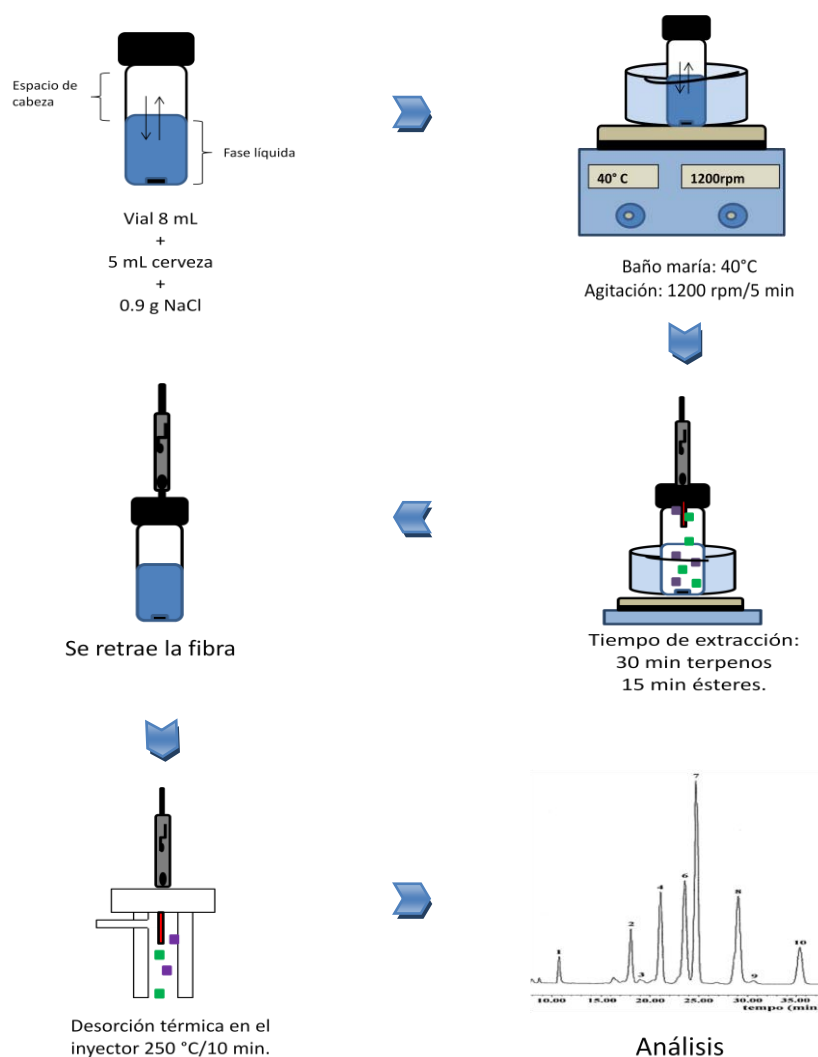 Espacio de
cabeza
Fase líquida
Vial 8 mL
+
5 mL cerveza
+
0.9 g NaCl
40° C
1200rpm
Baño maría: 40°C
Agitación: 1200 rpm/5 min
Tiempo de extracción:
30 min terpenos
15 min ésteres.
Se retrae la fibra
Desorción térmica en el
inyector 250 °C/10 min.
1
2
3
4
6
7
8
9
10
10.00
15.00
20.00
25.00
30.00
35.00
tempo (min
Análisis